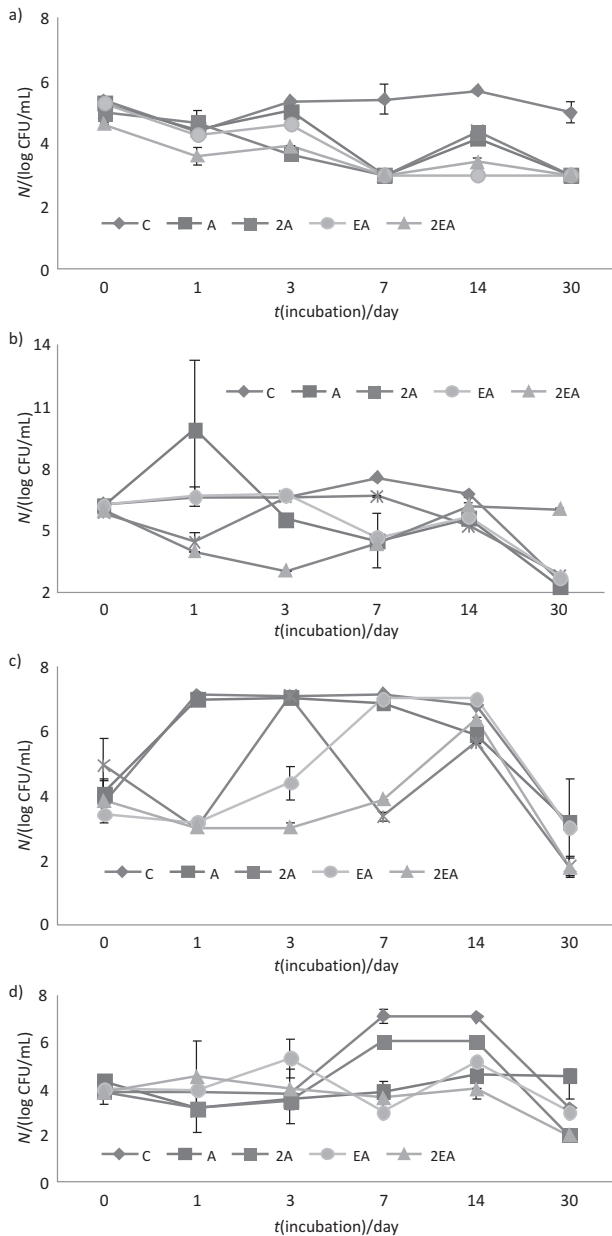 a)
8
6
4
2
0
N/(log CFU/mL)
C A 2A EA 2EA
0 1 3 7 14 30
t(incubation)/day
b)
14
11
8
5
2
N/(log CFU/mL)
C A 2A EA 2EA
0 1 3 7 14 30
t(incubation)/day
c)
8
6
4
2
0
N/(log CFU/mL)
C A 2A EA 2EA
0 1 3 7 14 30
t(incubation)/day
d)
8
6
4
2
0
N/(log CFU/mL)
C A 2A EA 2EA
0 1 3 7 14 30
t(incubation)/day